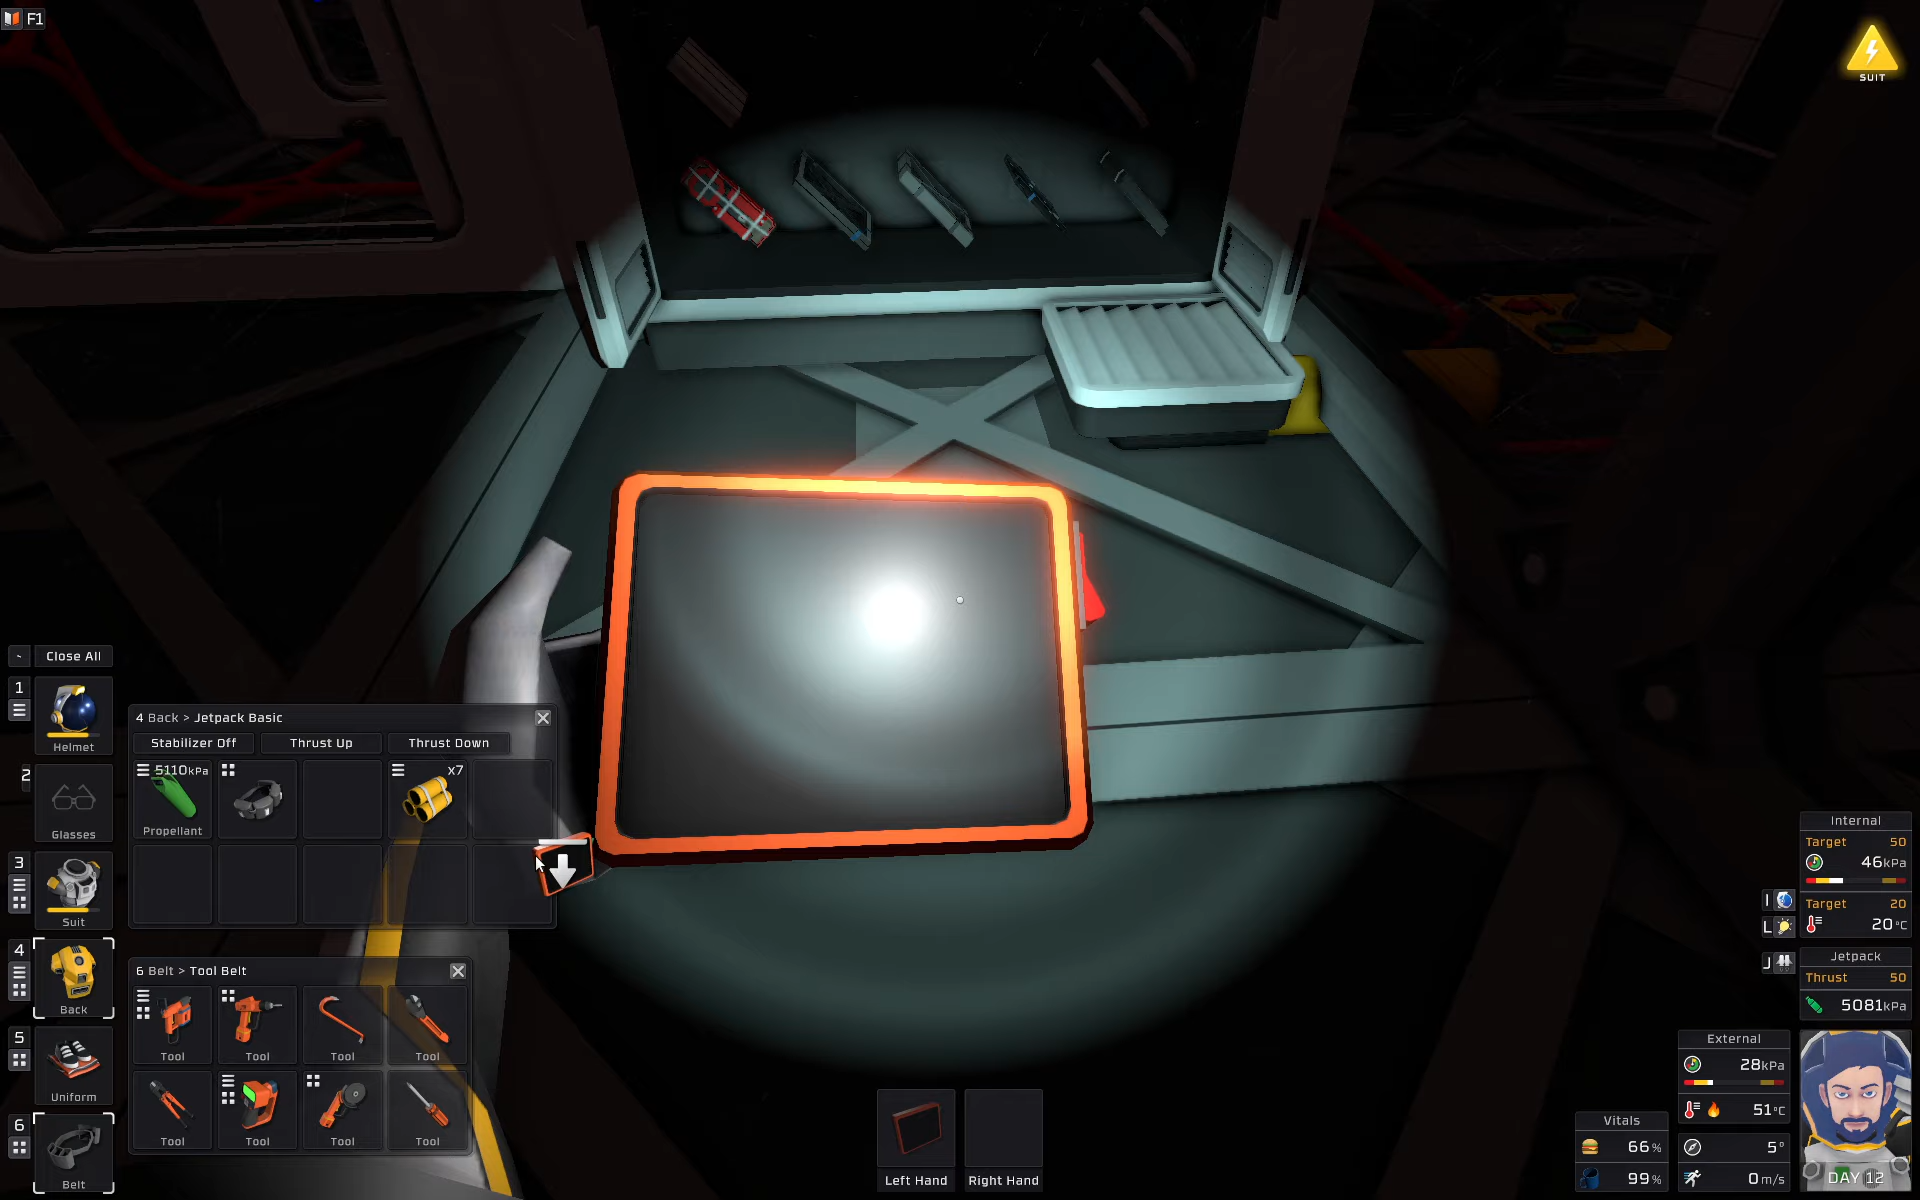 F1
SUIT
~ Close All
1
Helmet
2
Glasses
3
Suit
4
Back
5
Uniform
6
Belt
4 Back > Jetpack Basic
Stabilizer Off Thrust Up Thrust Down
5110kPa x7
Propellant
6 Belt > Tool Belt
Tool Tool Tool Tool
Tool Tool Tool Tool
Left Hand Right Hand
Internal
Target 50
46kPa
Target 20
20°C
I
L
J
Jetpack
Thrust 50
5081kPa
External
28kPa
51°C
5°
0m/s
Vitals
66%
99%
DAY 12